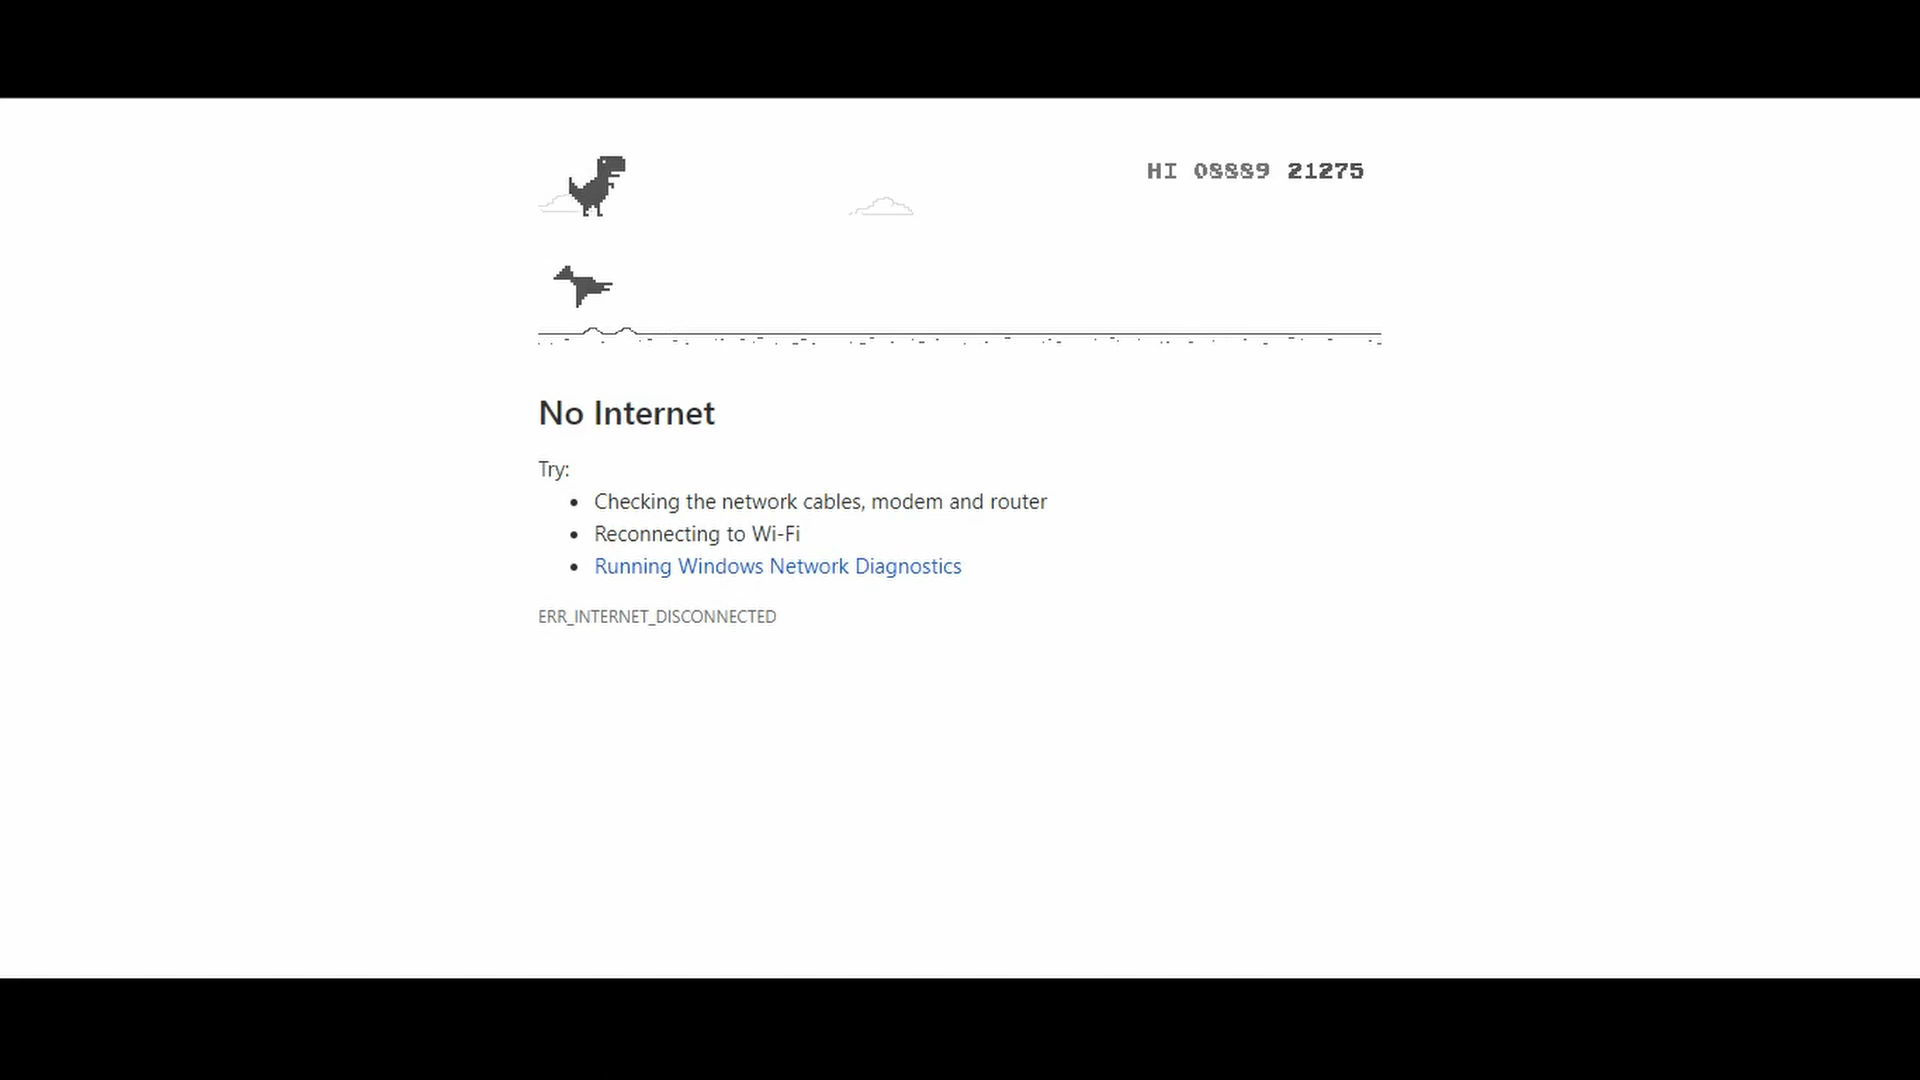 HI 08889 21275
No Internet
Try:
Checking the network cables, modem and router
Reconnecting to Wi-Fi
Running Windows Network Diagnostics
ERR_INTERNET_DISCONNECTED